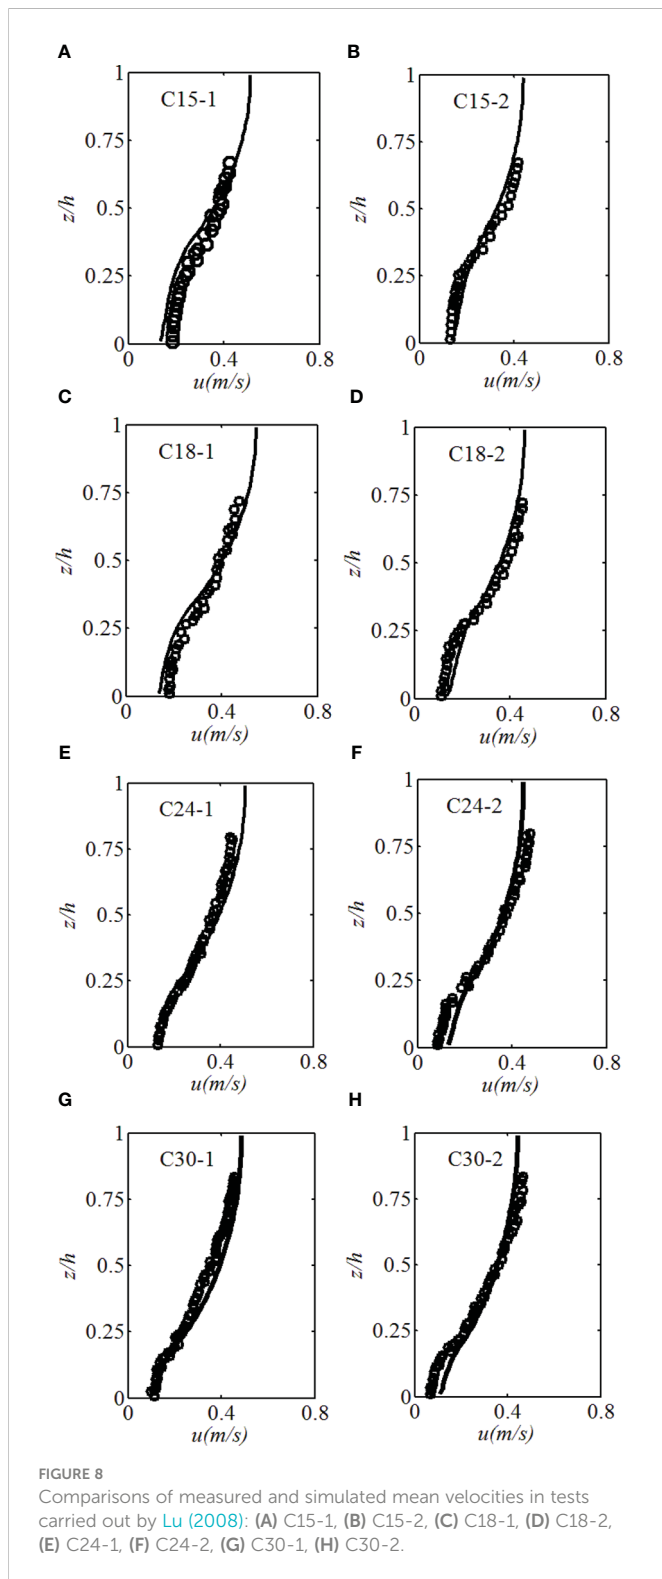 A
B
1
0.75
z/h
0.5
0.25
0
0
0.4
0.8
u(m/s)
C15-1
1
0.75
z/h
0.5
0.25
0
0
0.4
0.8
u(m/s)
C15-2
C
D
1
0.75
z/h
0.5
0.25
0
0
0.4
0.8
u(m/s)
C18-1
1
0.75
z/h
0.5
0.25
0
0
0.4
0.8
u(m/s)
C18-2
E
F
1
0.75
z/h
0.5
0.25
0
0
0.4
0.8
u(m/s)
C24-1
1
0.75
z/h
0.5
0.25
0
0
0.4
0.8
u(m/s)
C24-2
G
H
1
0.75
z/h
0.5
0.25
0
0
0.4
0.8
u(m/s)
C30-1
1
0.75
z/h
0.5
0.25
0
0
0.4
0.8
u(m/s)
C30-2
FIGURE 8
Comparisons of measured and simulated mean velocities in tests
carried out by Lu (2008): (A) C15-1, (B) C15-2, (C) C18-1, (D) C18-2,
(E) C24-1, (F) C24-2, (G) C30-1, (H) C30-2.